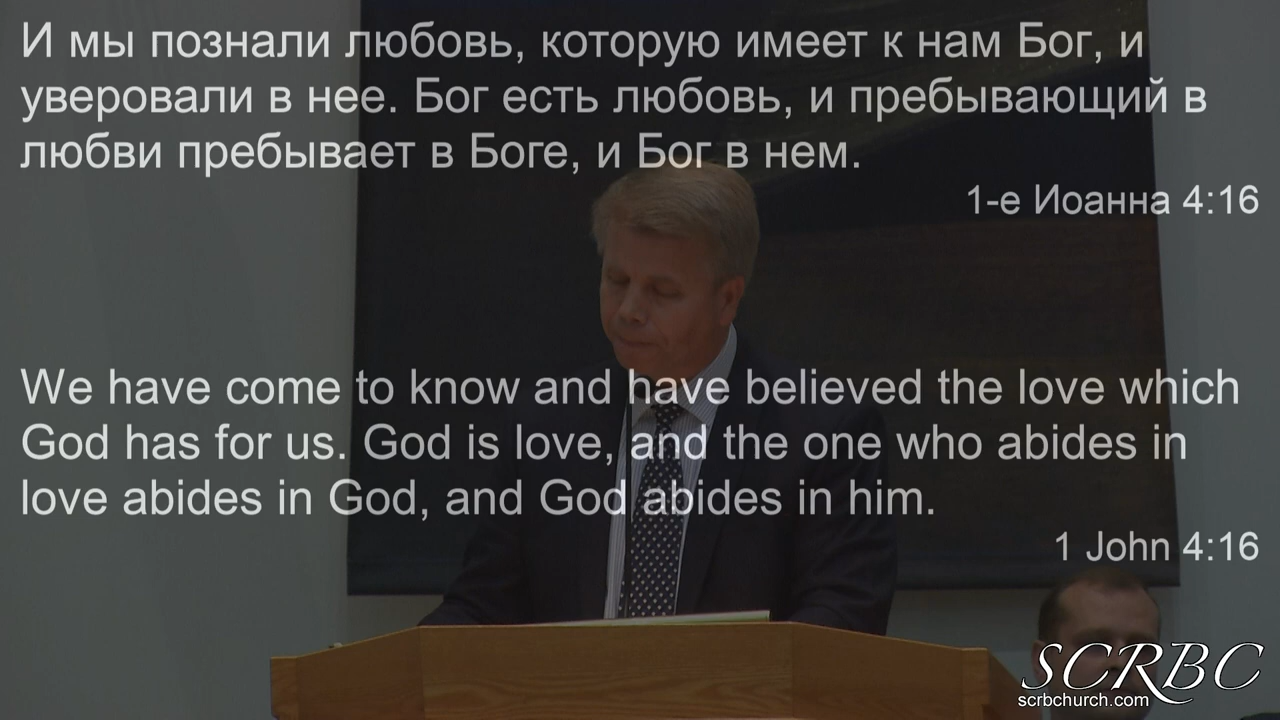 И мы познали любовь, которую имеет к нам Бог, и
уверовали в нее. Бог есть любовь, и пребывающий в
любви пребывает в Боге, и Бог в нем.
1-е Иоанна 4:16
We have come to know and have believed the love which
God has for us. God is love, and the one who abides in
love abides in God, and God abides in him.
1 John 4:16
SCRBC
scrbchurch.com